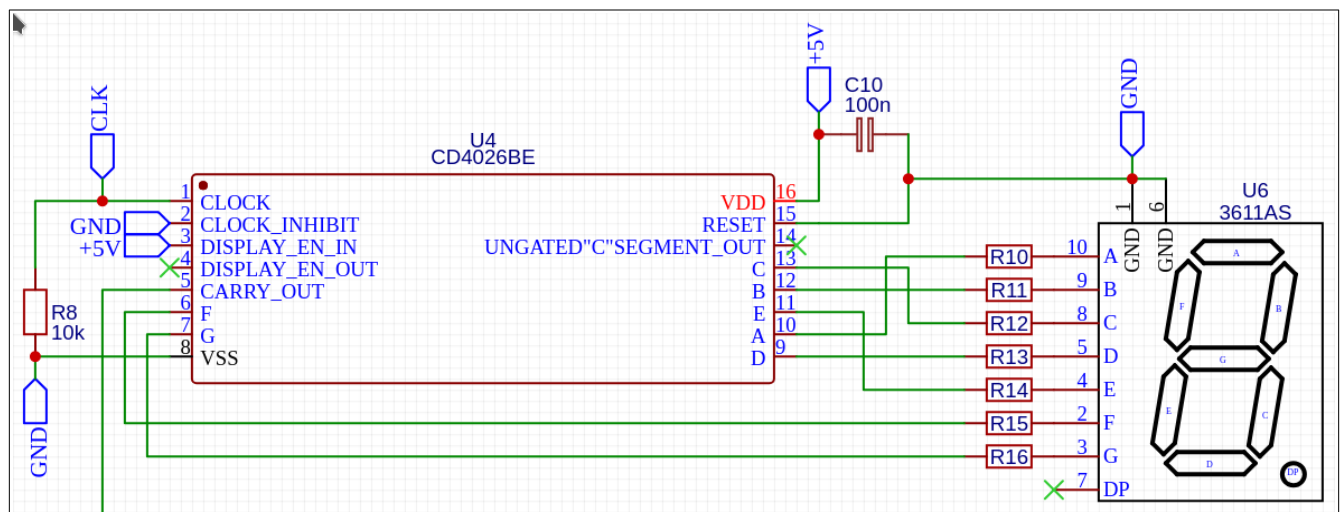 +5V
C10
100n
GND
CLK
U4
CD4026BE
U6
3611AS
1
CLOCK
GND
2
CLOCK_INHIBIT
+5V
3
DISPLAY_EN_IN
4
DISPLAY_EN_OUT
5
CARRY_OUT
6
F
7
G
8
VSS
R8
10k
GND
VDD
16
RESET
15
UNGATED"C"SEGMENT_OUT
14
C
13
B
12
E
11
A
10
D
9
R10
R11
R12
R13
R14
R15
R16
1
6
GND
GND
10
A
9
B
8
C
5
D
4
E
2
F
3
G
7
DP
A
F
B
G
E
C
D
DP